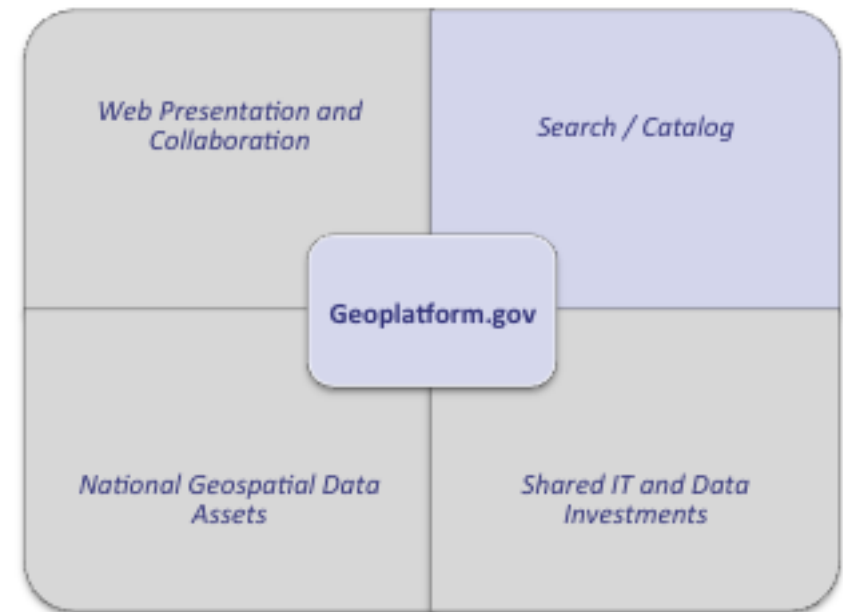 Web Presentation and
Collaboration
Search / Catalog
Geoplatform.gov
National Geospatial Data
Assets
Shared IT and Data
Investments